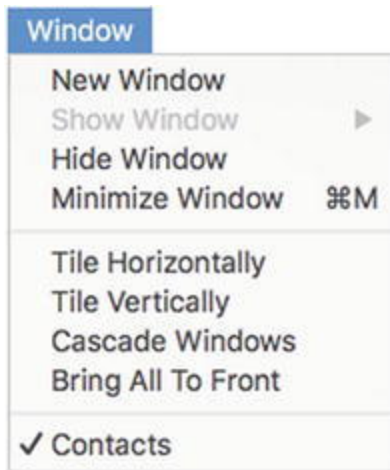 Window
New Window
Show Window ▶
Hide Window
Minimize Window ⌘M
Tile Horizontally
Tile Vertically
Cascade Windows
Bring All To Front
✓ Contacts